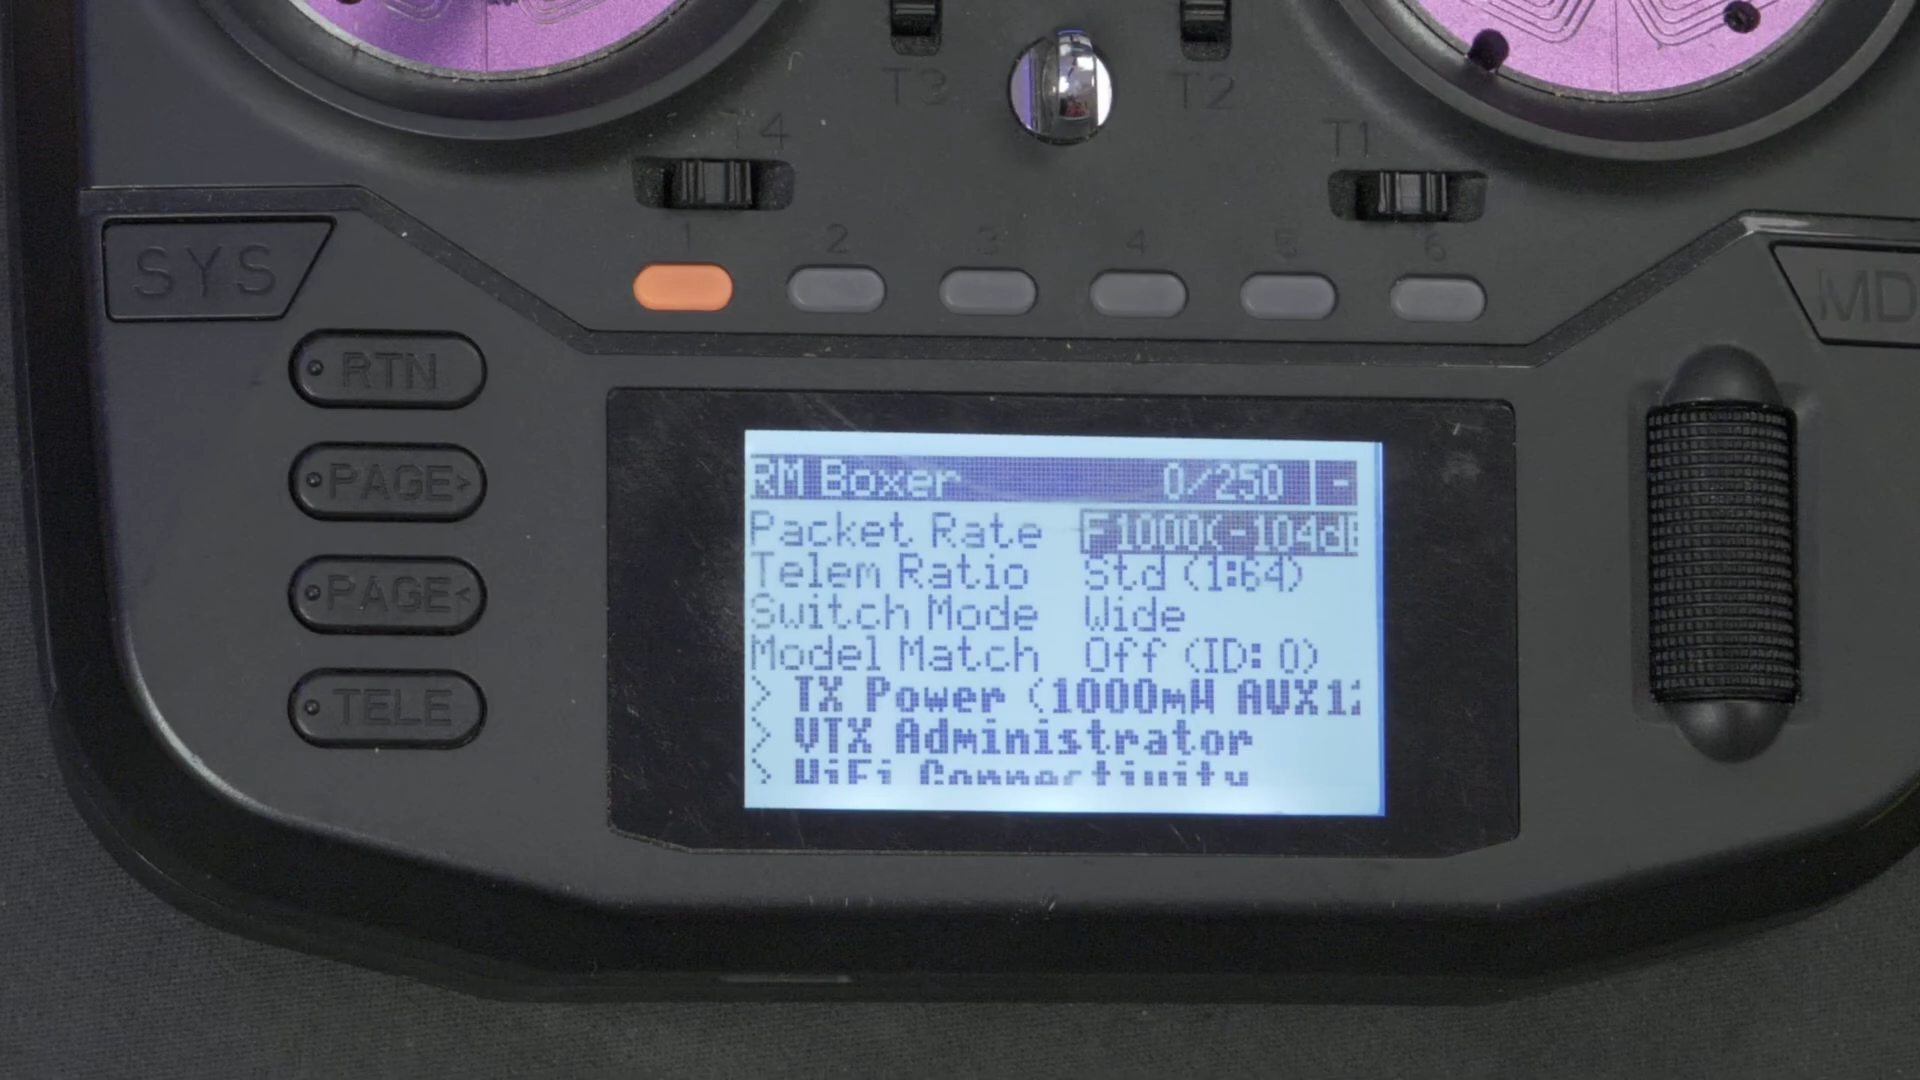 T3
T2
T4
T1
1 2 3 4 5 6
SYS
MD
RTN
PAGE>
PAGE<
TELE
RM Boxer 0/250 -
Packet Rate F1000(-104d
Telem Ratio Std (1:64)
Switch Mode Wide
Model Match Off (ID: 0)
> TX Power (1000mW AUX1
> VTX Administrator
> WiFi Connectivity